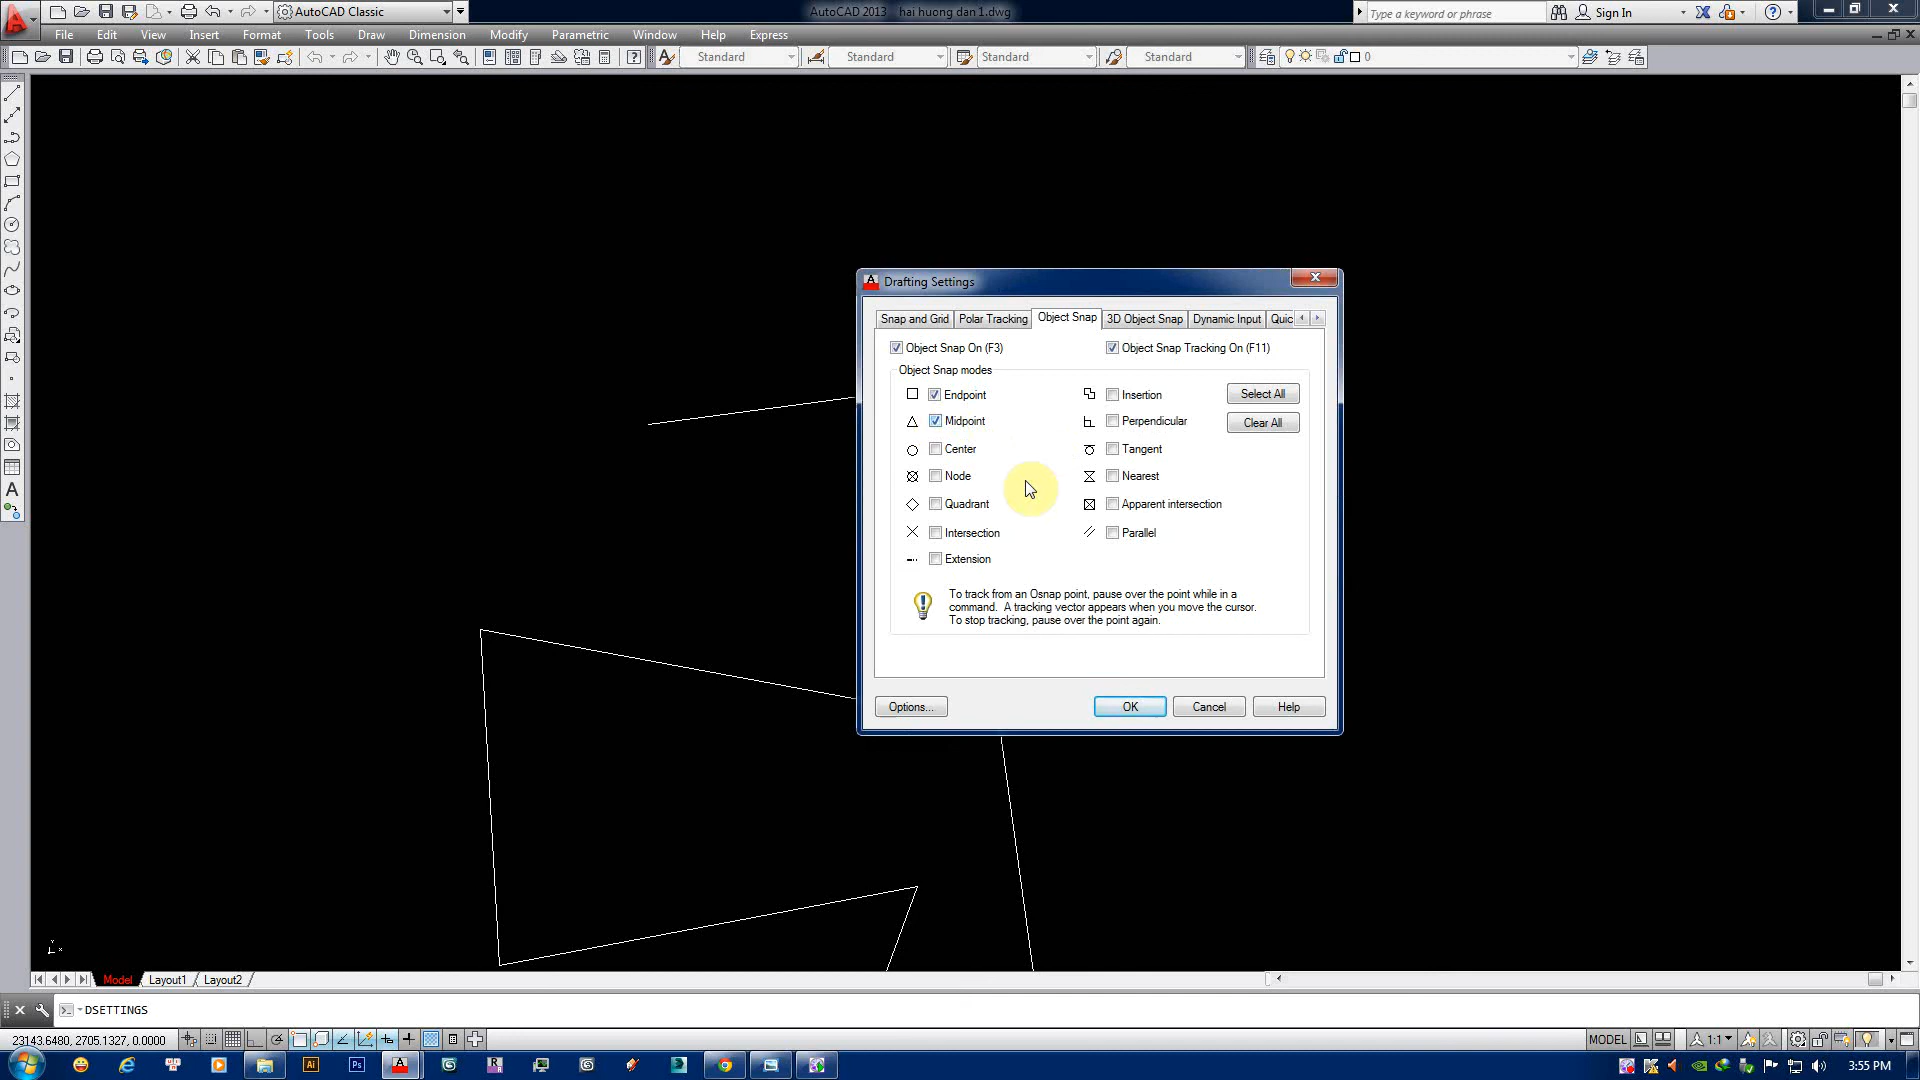 AutoCAD Classic
AutoCAD 2013 hai huong dan 1.dwg
Type a keyword or phrase
Sign In
File Edit View Insert Format Tools Draw Dimension Modify Parametric Window Help Express
Standard Standard Standard Standard 0
Drafting Settings
Snap and Grid Polar Tracking Object Snap 3D Object Snap Dynamic Input Quic
Object Snap On (F3) Object Snap Tracking On (F11)
Object Snap modes
Endpoint Insertion Select All
Midpoint Perpendicular Clear All
Center Tangent
Node Nearest
Quadrant Apparent intersection
Intersection Parallel
Extension
To track from an Osnap point, pause over the point while in a
command. A tracking vector appears when you move the cursor.
To stop tracking, pause over the point again.
Options... OK Cancel Help
Model Layout1 Layout2
DSETTINGS
23143.6480, 2705.1327, 0.0000 MODEL 1:1
Ai Ps 3:55 PM